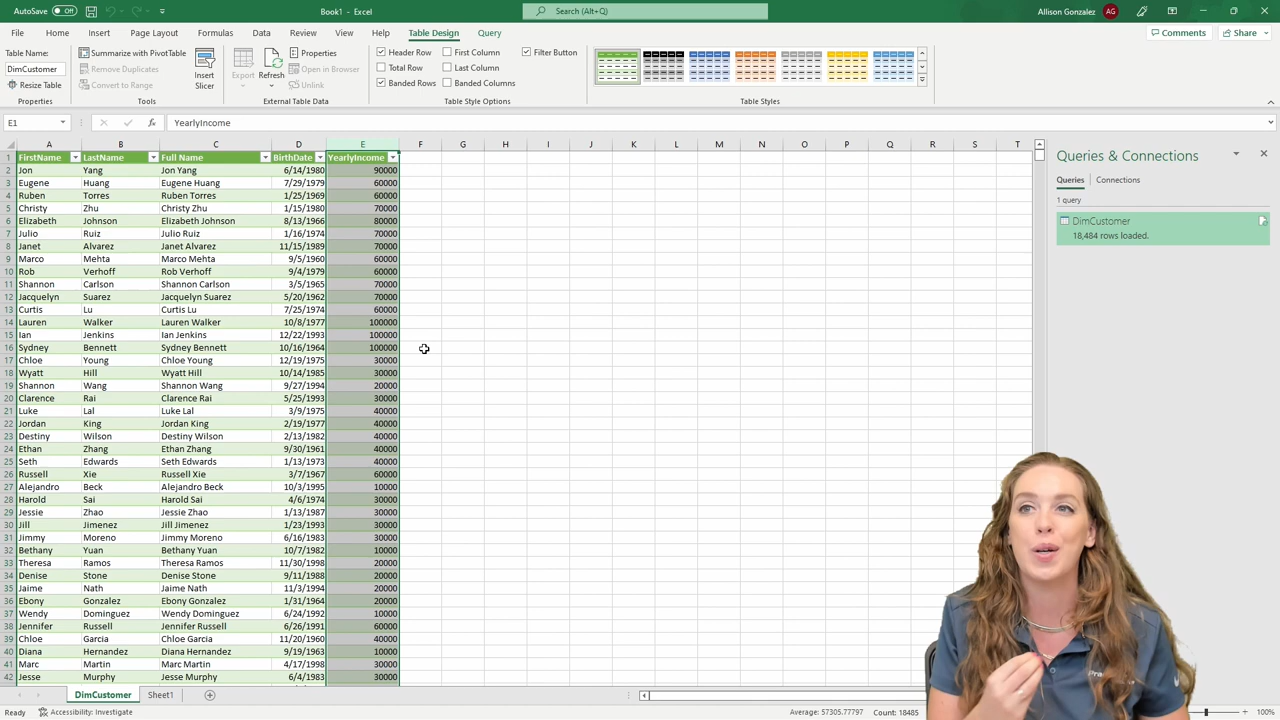 AutoSave Off Book1 - Excel Search (Alt+Q) Allison Gonzalez AG
File Home Insert Page Layout Formulas Data Review View Help Table Design Query Comments Share
Table Name:
DimCustomer
Resize Table
Properties
Summarize with PivotTable
Remove Duplicates
Convert to Range
Insert
Slicer
Tools
Export
Refresh
Properties
Open in Browser
Unlink
External Table Data
Header Row First Column Filter Button
Total Row Last Column
Banded Rows Banded Columns
Table Style Options
Table Styles
E1 fx YearlyIncome
A B C D E F G H I J K L M N O P Q R S T
1 FirstName LastName Full Name BirthDate YearlyIncome
2 Jon Yang Jon Yang 6/14/1980 90000
3 Eugene Huang Eugene Huang 7/29/1979 60000
4 Ruben Torres Ruben Torres 1/25/1969 60000
5 Christy Zhu Christy Zhu 1/15/1980 70000
6 Elizabeth Johnson Elizabeth Johnson 8/13/1966 80000
7 Julio Ruiz Julio Ruiz 1/16/1974 70000
8 Janet Alvarez Janet Alvarez 11/15/1989 70000
9 Marco Mehta Marco Mehta 9/5/1960 60000
10 Rob Verhoff Rob Verhoff 9/4/1979 60000
11 Shannon Carlson Shannon Carlson 3/5/1965 70000
12 Jacquelyn Suarez Jacquelyn Suarez 5/20/1962 70000
13 Curtis Lu Curtis Lu 7/25/1974 60000
14 Lauren Walker Lauren Walker 10/8/1977 100000
15 Ian Jenkins Ian Jenkins 12/22/1993 100000
16 Sydney Bennett Sydney Bennett 10/16/1964 100000
17 Chloe Young Chloe Young 12/19/1975 30000
18 Wyatt Hill Wyatt Hill 10/14/1985 30000
19 Shannon Wang Shannon Wang 9/27/1994 20000
20 Clarence Rai Clarence Rai 5/25/1993 30000
21 Luke Lal Luke Lal 3/9/1975 40000
22 Jordan King Jordan King 2/19/1977 40000
23 Destiny Wilson Destiny Wilson 2/13/1982 40000
24 Ethan Zhang Ethan Zhang 9/30/1961 40000
25 Seth Edwards Seth Edwards 1/13/1973 40000
26 Russell Xie Russell Xie 3/7/1967 60000
27 Alejandro Beck Alejandro Beck 10/3/1995 10000
28 Harold Sai Harold Sai 4/6/1974 30000
29 Jessie Zhao Jessie Zhao 1/13/1987 30000
30 Jill Jimenez Jill Jimenez 1/23/1993 30000
31 Jimmy Moreno Jimmy Moreno 6/16/1983 30000
32 Bethany Yuan Bethany Yuan 10/7/1982 10000
33 Theresa Ramos Theresa Ramos 11/30/1998 20000
34 Denise Stone Denise Stone 9/11/1988 20000
35 Jaime Nath Jaime Nath 11/3/1994 20000
36 Ebony Gonzalez Ebony Gonzalez 1/31/1964 20000
37 Wendy Dominguez Wendy Dominguez 6/24/1992 10000
38 Jennifer Russell Jennifer Russell 6/26/1991 60000
39 Chloe Garcia Chloe Garcia 11/20/1960 40000
40 Diana Hernandez Diana Hernandez 9/19/1963 10000
41 Marc Martin Marc Martin 4/17/1998 30000
42 Jesse Murphy Jesse Murphy 6/4/1983 30000
Queries & Connections
Queries Connections
1 query
DimCustomer
18,484 rows loaded.
DimCustomer Sheet1
Ready Accessibility: Investigate Average: 57305.77797 Count: 18485 100%